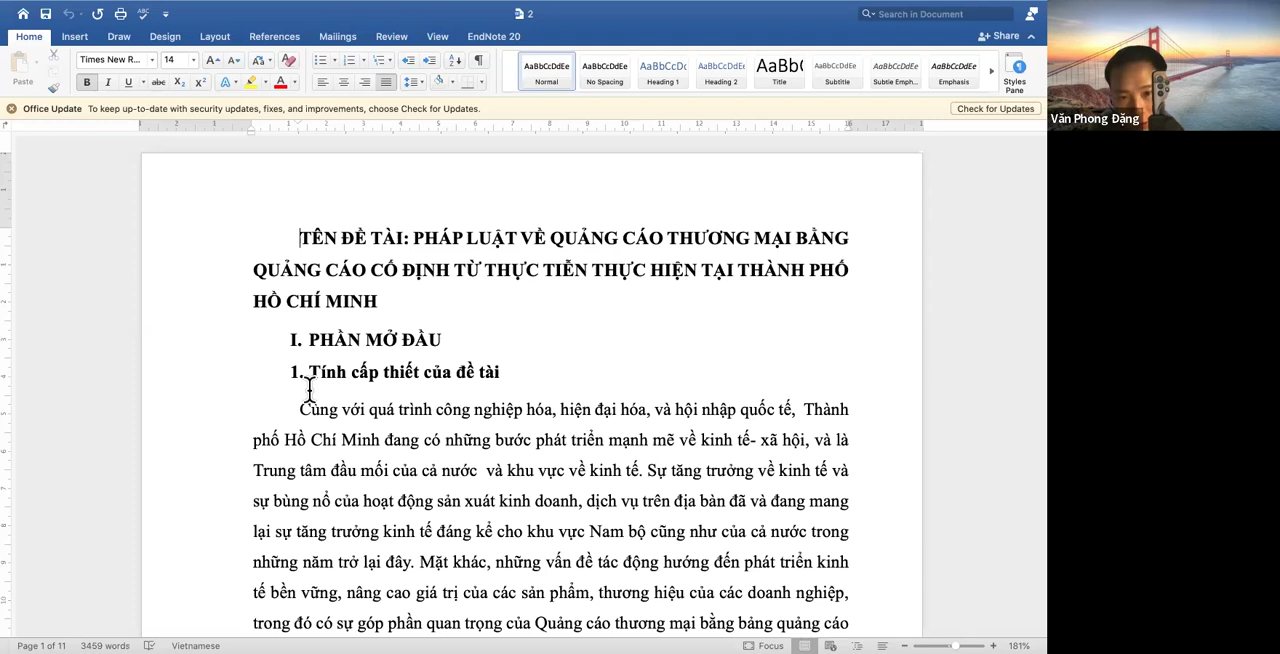 2
Search in Document
Home Insert Draw Design Layout References Mailings Review View EndNote 20
Share
Paste
Times New R... 14
AaBbCcDdEe AaBbCcDdEe AaBbCcDc AaBbCcDdEe AaBb( AaBbCcDdEe AaBbCcDdEe AaBbCcDdEe
Normal No Spacing Heading 1 Heading 2 Title Subtitle Subtle Emph... Emphasis
Styles
Pane
Office Update To keep up-to-date with security updates, fixes, and improvements, choose Check for Updates.
Check for Updates
Văn Phong Đặng
TÊN ĐỀ TÀI: PHÁP LUẬT VỀ QUẢNG CÁO THƯƠNG MẠI BẰNG
QUẢNG CÁO CỐ ĐỊNH TỪ THỰC TIỄN THỰC HIỆN TẠI THÀNH PHỐ
HỒ CHÍ MINH
I. PHẦN MỞ ĐẦU
1. Tính cấp thiết của đề tài
Cùng với quá trình công nghiệp hóa, hiện đại hóa, và hội nhập quốc tế, Thành
phố Hồ Chí Minh đang có những bước phát triển mạnh mẽ về kinh tế- xã hội, và là
Trung tâm đầu mối của cả nước và khu vực về kinh tế. Sự tăng trưởng về kinh tế và
sự bùng nổ của hoạt động sản xuát kinh doanh, dịch vụ trên địa bàn đã và đang mang
lại sự tăng trưởng kinh tế đáng kể cho khu vực Nam bộ cũng như của cả nước trong
những năm trở lại đây. Mặt khác, những vấn đề tác động hướng đến phát triển kinh
tế bền vững, nâng cao giá trị của các sản phẩm, thương hiệu của các doanh nghiệp,
trong đó có sự góp phần quan trọng của Quảng cáo thương mại bằng bảng quảng cáo
Page 1 of 11 3459 words Vietnamese
Focus
181%